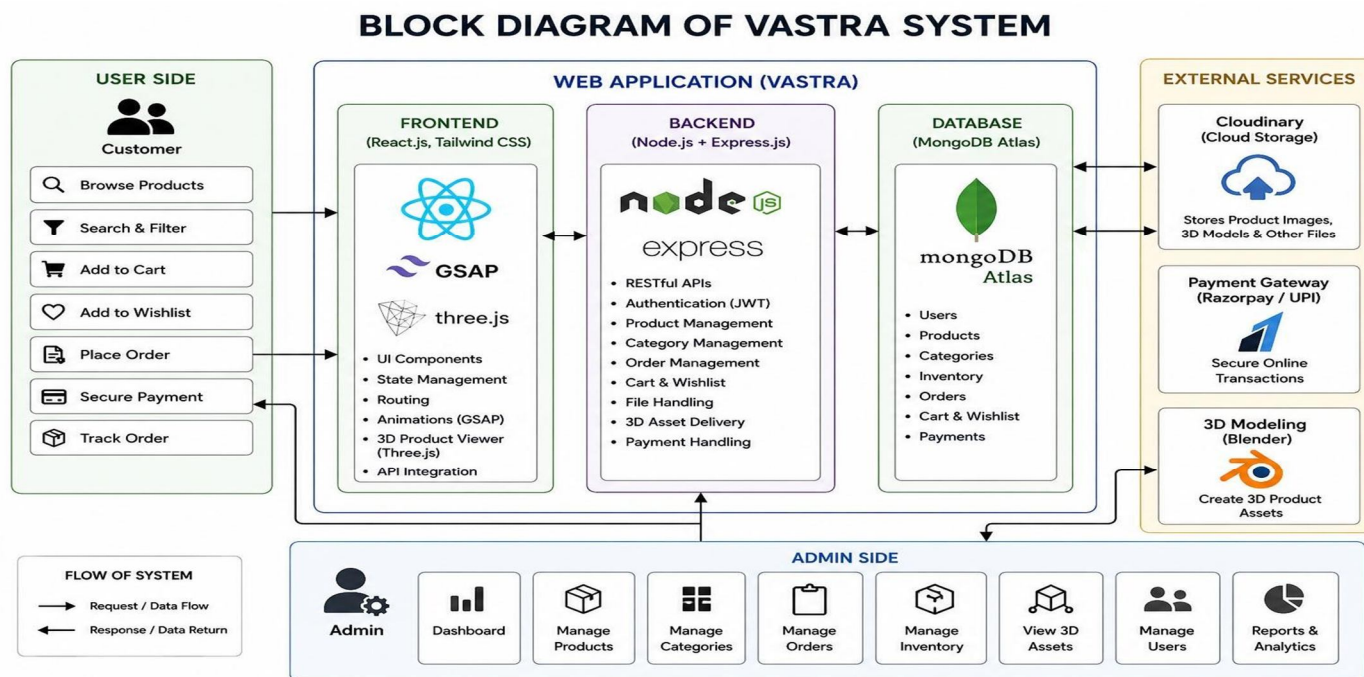 BLOCK DIAGRAM OF VASTRA SYSTEM
USER SIDE
Customer
Browse Products
Search & Filter
Add to Cart
Add to Wishlist
Place Order
Secure Payment
Track Order
WEB APPLICATION (VASTRA)
FRONTEND
(React.js, Tailwind CSS)
GSAP
three.js
• UI Components
• State Management
• Routing
• Animations (GSAP)
• 3D Product Viewer
(Three.js)
• API Integration
BACKEND
(Node.js + Express.js)
node JS
express
• RESTful APIs
• Authentication (JWT)
• Product Management
• Category Management
• Order Management
• Cart & Wishlist
• File Handling
• 3D Asset Delivery
• Payment Handling
DATABASE
(MongoDB Atlas)
mongoDB
Atlas
• Users
• Products
• Categories
• Inventory
• Orders
• Cart & Wishlist
• Payments
EXTERNAL SERVICES
Cloudinary
(Cloud Storage)
Stores Product Images,
3D Models & Other Files
Payment Gateway
(Razorpay / UPI)
Secure Online
Transactions
3D Modeling
(Blender)
Create 3D Product
Assets
FLOW OF SYSTEM
Request / Data Flow
Response / Data Return
ADMIN SIDE
Admin
Dashboard
Manage
Products
Manage
Categories
Manage
Orders
Manage
Inventory
View 3D
Assets
Manage
Users
Reports &
Analytics